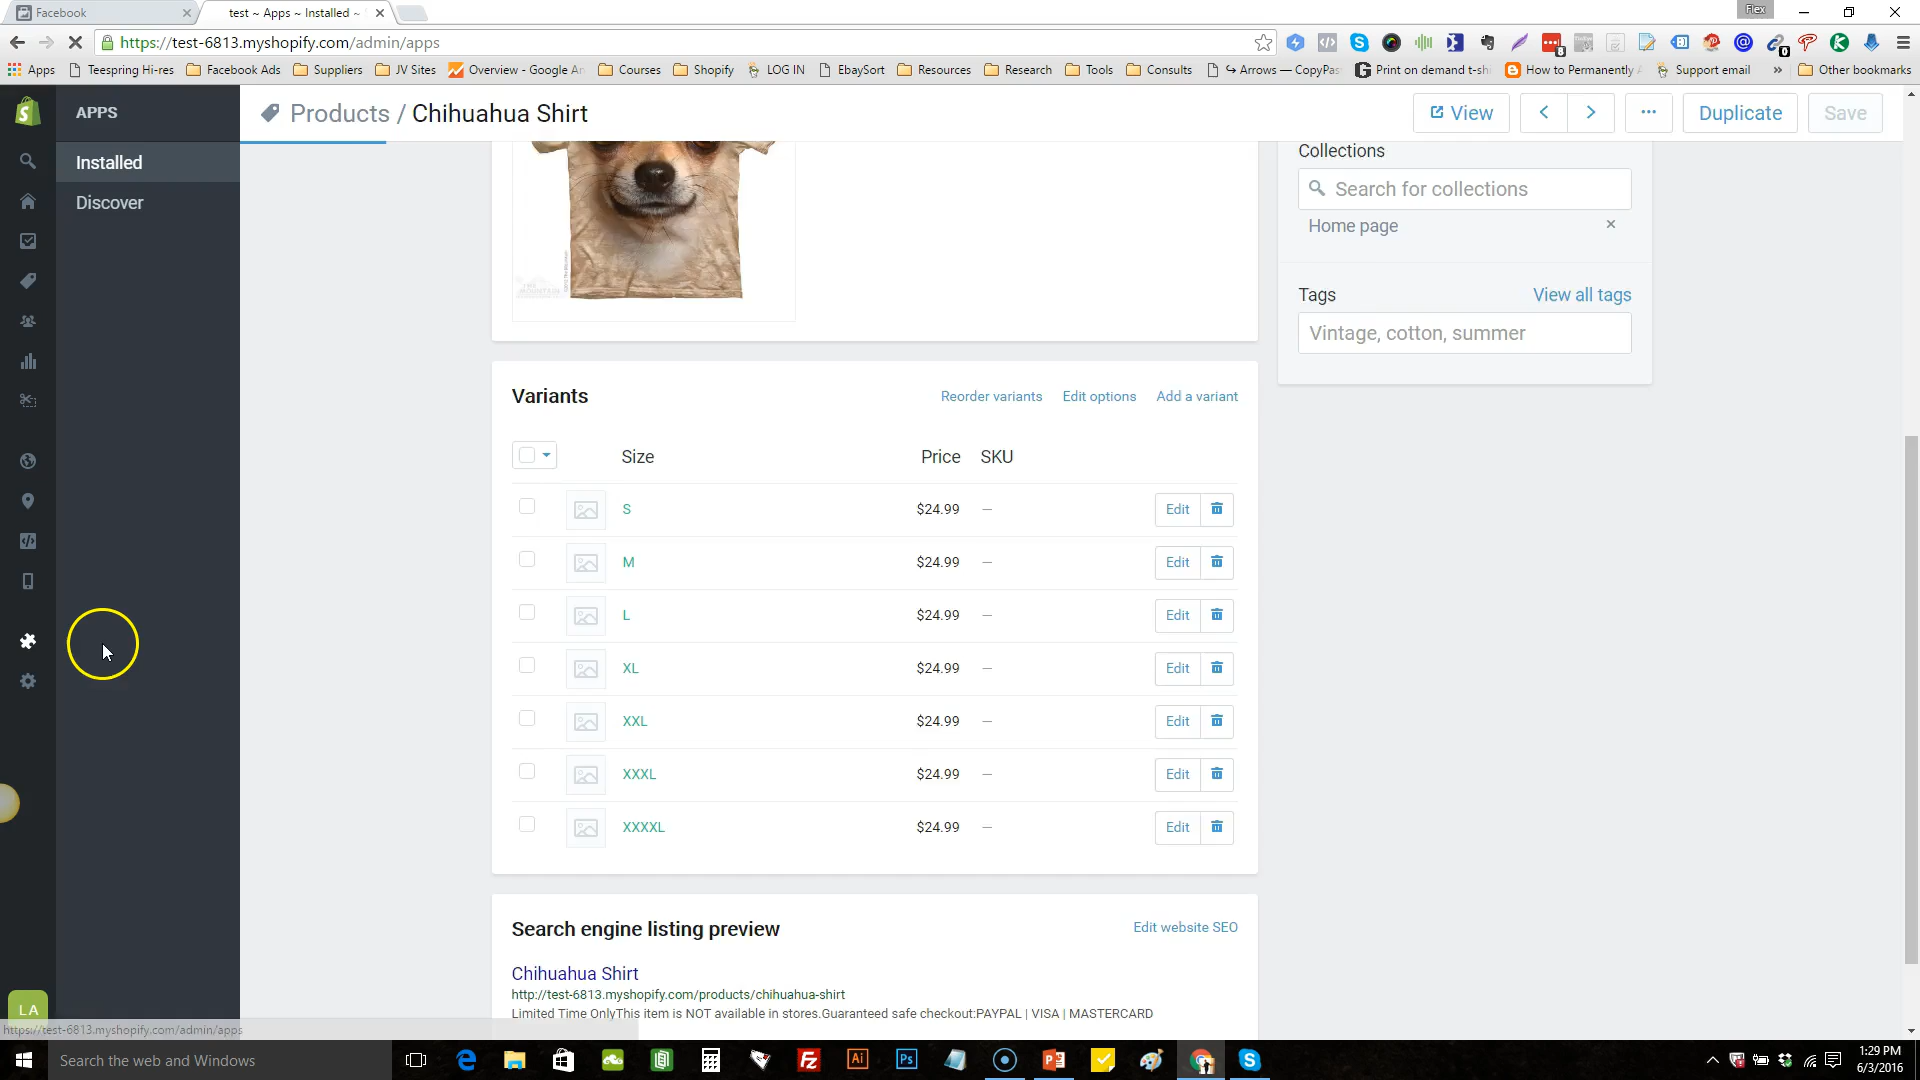 Facebook
test ~ Apps ~ Installed ~
Flex
https://test-6813.myshopify.com/admin/apps
Apps
Teespring Hi-res
Facebook Ads
Suppliers
JV Sites
Overview - Google An
Courses
Shopify
LOG IN
EbaySort
Resources
Research
Tools
Consults
↪ Arrows — CopyPas
Print on demand t-shi
How to Permanently
Support email
»
Other bookmarks
APPS
Products / Chihuahua Shirt
View
Duplicate
Save
Installed
Discover
Collections
Search for collections
Home page
Tags
View all tags
Vintage, cotton, summer
Variants
Reorder variants
Edit options
Add a variant
Size Price SKU
S $24.99 — Edit
M $24.99 — Edit
L $24.99 — Edit
XL $24.99 — Edit
XXL $24.99 — Edit
XXXL $24.99 — Edit
XXXXL $24.99 — Edit
Search engine listing preview
Edit website SEO
Chihuahua Shirt
http://test-6813.myshopify.com/products/chihuahua-shirt
Limited Time OnlyThis item is NOT available in stores.Guaranteed safe checkout:PAYPAL | VISA | MASTERCARD
LA
https://test-6813.myshopify.com/admin/apps
Search the web and Windows
1:29 PM
6/3/2016